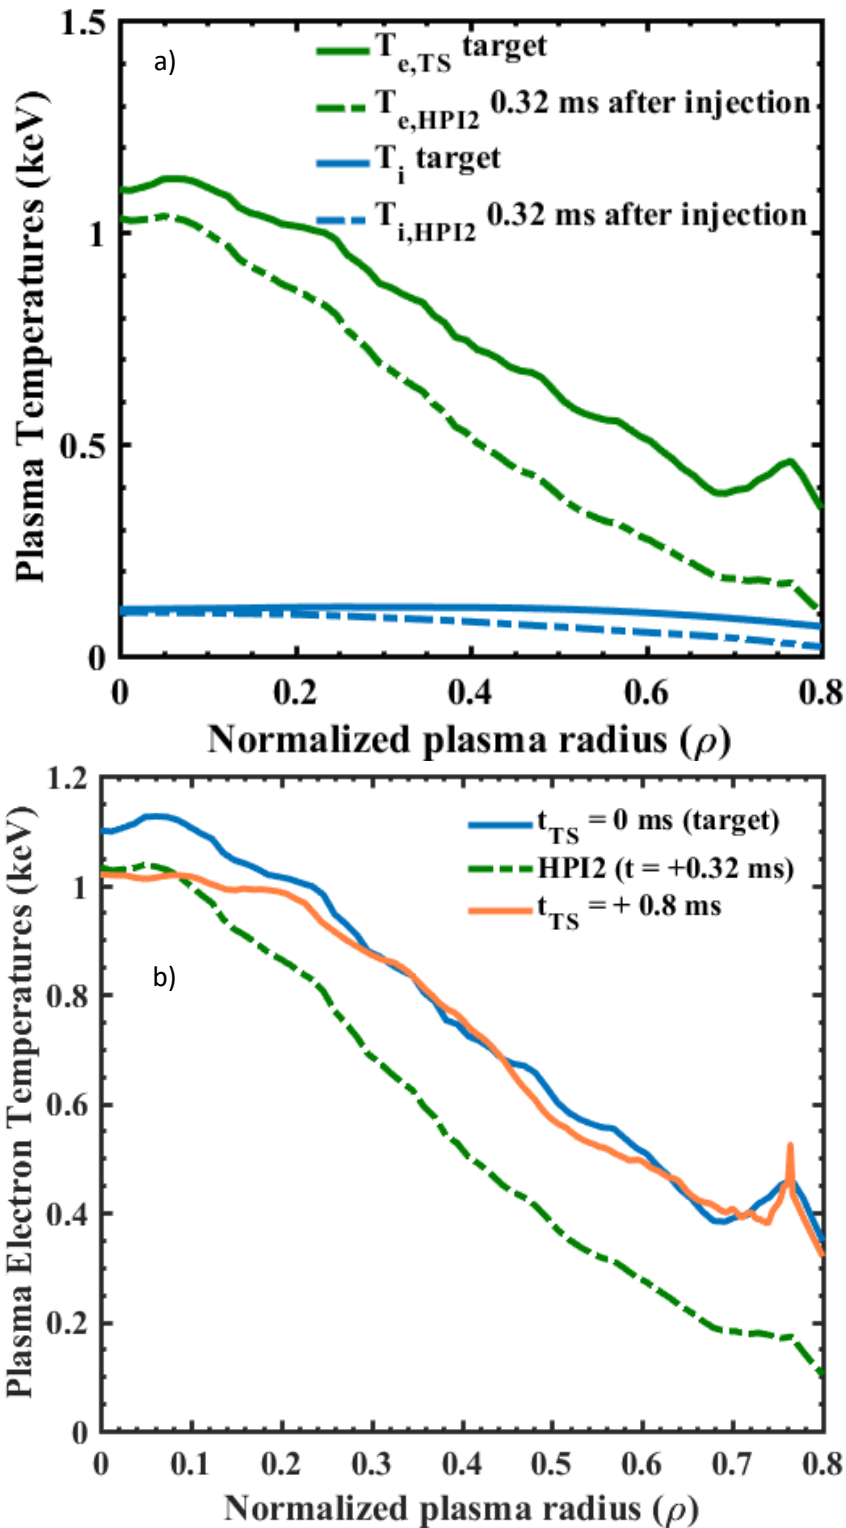 a)
T_e,TS target
T_e,HPI2 0.32 ms after injection
T_i target
T_i,HPI2 0.32 ms after injection
Plasma Temperatures (keV)
1.5
1
0.5
0
0 0.2 0.4 0.6 0.8
Normalized plasma radius (ρ)
b)
t_TS = 0 ms (target)
HPI2 (t = +0.32 ms)
t_TS = + 0.8 ms
Plasma Electron Temperatures (keV)
1.2
1
0.8
0.6
0.4
0.2
0
0 0.1 0.2 0.3 0.4 0.5 0.6 0.7 0.8
Normalized plasma radius (ρ)